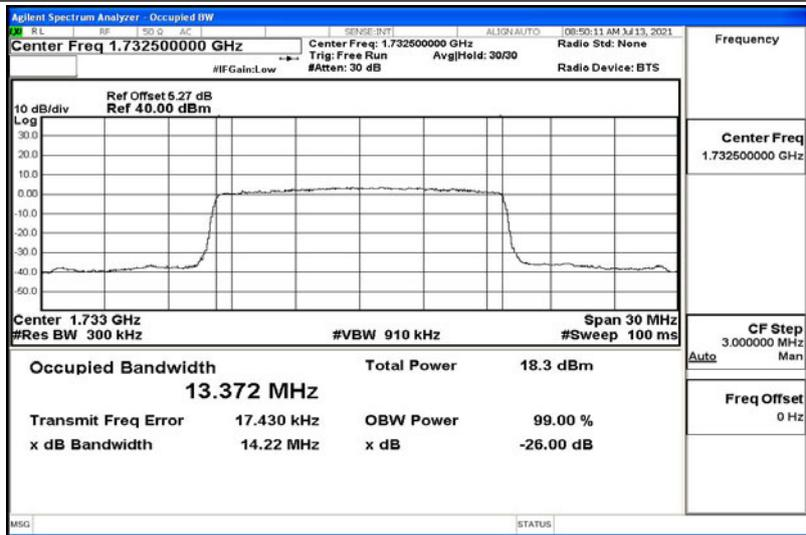 Agilent Spectrum Analyzer - Occupied BW
RL RF 50 Ω AC SENSE:INT ALIGN AUTO 08:50:11 AM Jul 13, 2021
Center Freq 1.732500000 GHz
Center Freq: 1.732500000 GHz
Radio Std: None
Trig: Free Run Avg|Hold: 30/30
#IFGain:Low #Atten: 30 dB Radio Device: BTS
Ref Offset 5.27 dB
10 dB/div Ref 40.00 dBm
Log
30.0
20.0
10.0
0.00
-10.0
-20.0
-30.0
-40.0
-50.0
Center 1.733 GHz Span 30 MHz
#Res BW 300 kHz #VBW 910 kHz #Sweep 100 ms
Occupied Bandwidth Total Power 18.3 dBm
13.372 MHz
Transmit Freq Error 17.430 kHz OBW Power 99.00 %
x dB Bandwidth 14.22 MHz x dB -26.00 dB
MSG STATUS
Frequency
Center Freq
1.732500000 GHz
CF Step
3.000000 MHz
Auto Man
Freq Offset
0 Hz